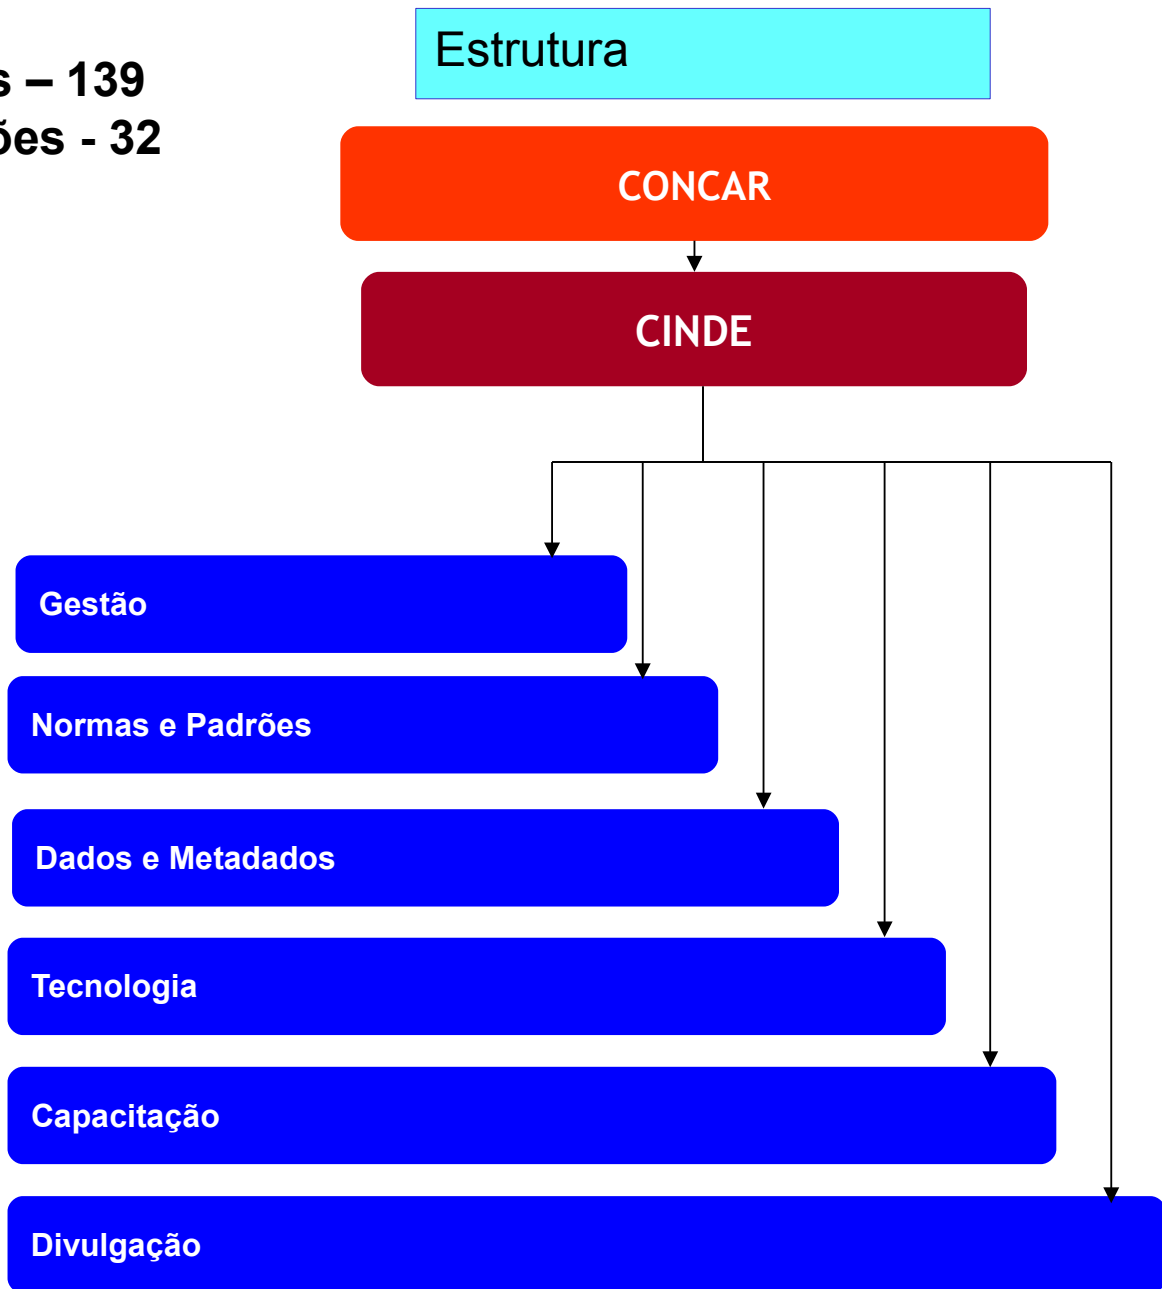 Estrutura
s – 139
ões - 32
CONCAR
CINDE
Gestão
Normas e Padrões
Dados e Metadados
Tecnologia
Capacitação
Divulgação